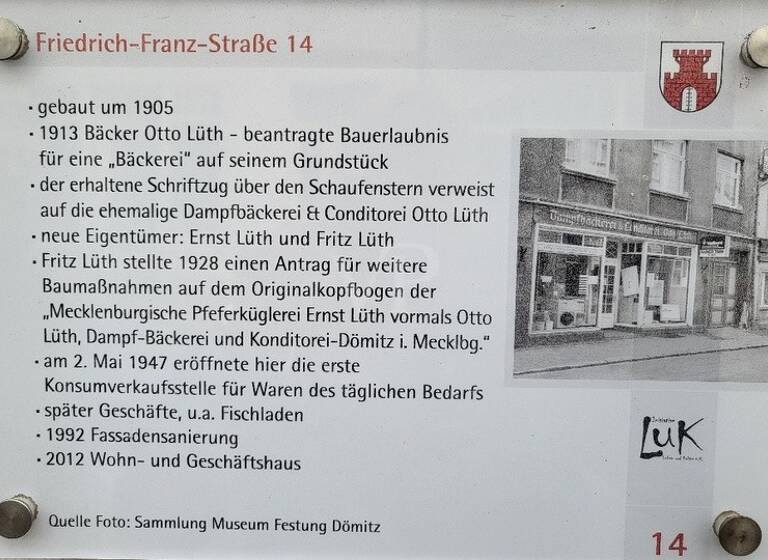 Friedrich-Franz-Straße 14
· gebaut um 1905
· 1913 Bäcker Otto Lüth - beantragte Bauerlaubnis
für eine „Bäckerei“ auf seinem Grundstück
· der erhaltene Schriftzug über den Schaufenstern verweist
auf die ehemalige Dampfbäckerei & Conditorei Otto Lüth
· neue Eigentümer: Ernst Lüth und Fritz Lüth
· Fritz Lüth stellte 1928 einen Antrag für weitere
Baumaßnahmen auf dem Originalkopfbogen der
„Mecklenburgische Pfeferküglerei Ernst Lüth vormals Otto
Lüth, Dampf-Bäckerei und Konditorei-Dömitz i. Mecklbg.“
· am 2. Mai 1947 eröffnete hier die erste
Konsumverkaufsstelle für Waren des täglichen Bedarfs
· später Geschäfte, u.a. Fischladen
· 1992 Fassadensanierung
· 2012 Wohn- und Geschäftshaus
Quelle Foto: Sammlung Museum Festung Dömitz
Dampfbäckerei &
Initiative
LuK
14